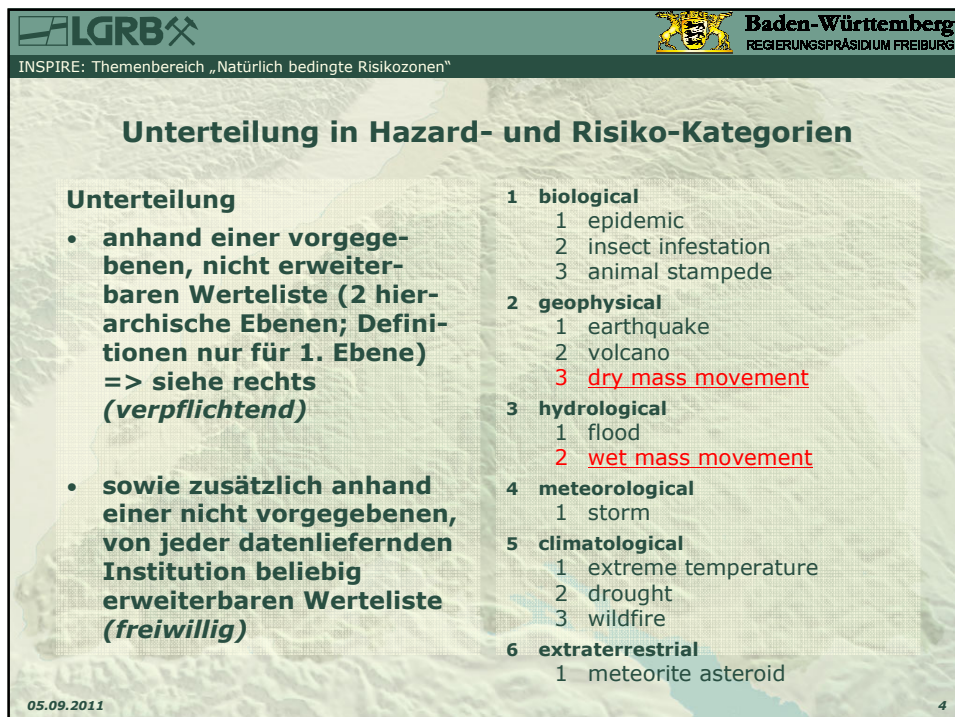 LGRB
Baden-Württemberg
REGIERUNGSPRÄSIDIUM FREIBURG
INSPIRE: Themenbereich „Natürlich bedingte Risikozonen“
Unterteilung in Hazard- und Risiko-Kategorien
Unterteilung
• anhand einer vorgege-
benen, nicht erweiter-
baren Werteliste (2 hier-
archische Ebenen; Defini-
tionen nur für 1. Ebene)
=> siehe rechts
(verpflichtend)
• sowie zusätzlich anhand
einer nicht vorgegebenen,
von jeder datenliefernden
Institution beliebig
erweiterbaren Werteliste
(freiwillig)
1 biological
1 epidemic
2 insect infestation
3 animal stampede
2 geophysical
1 earthquake
2 volcano
3 dry mass movement
3 hydrological
1 flood
2 wet mass movement
4 meteorological
1 storm
5 climatological
1 extreme temperature
2 drought
3 wildfire
6 extraterrestrial
1 meteorite asteroid
05.09.2011
4